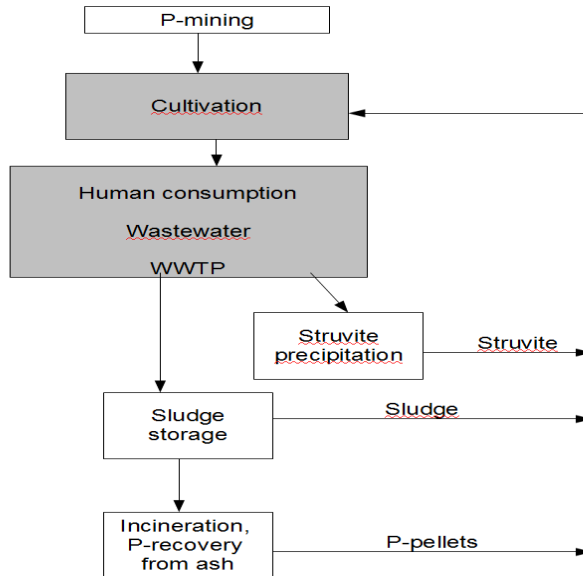 P-mining
Cultivation
Human consumption
Wastewater
WWTP
Struvite
precipitation
Struvite
Sludge
storage
Sludge
Incineration,
P-recovery
from ash
P-pellets